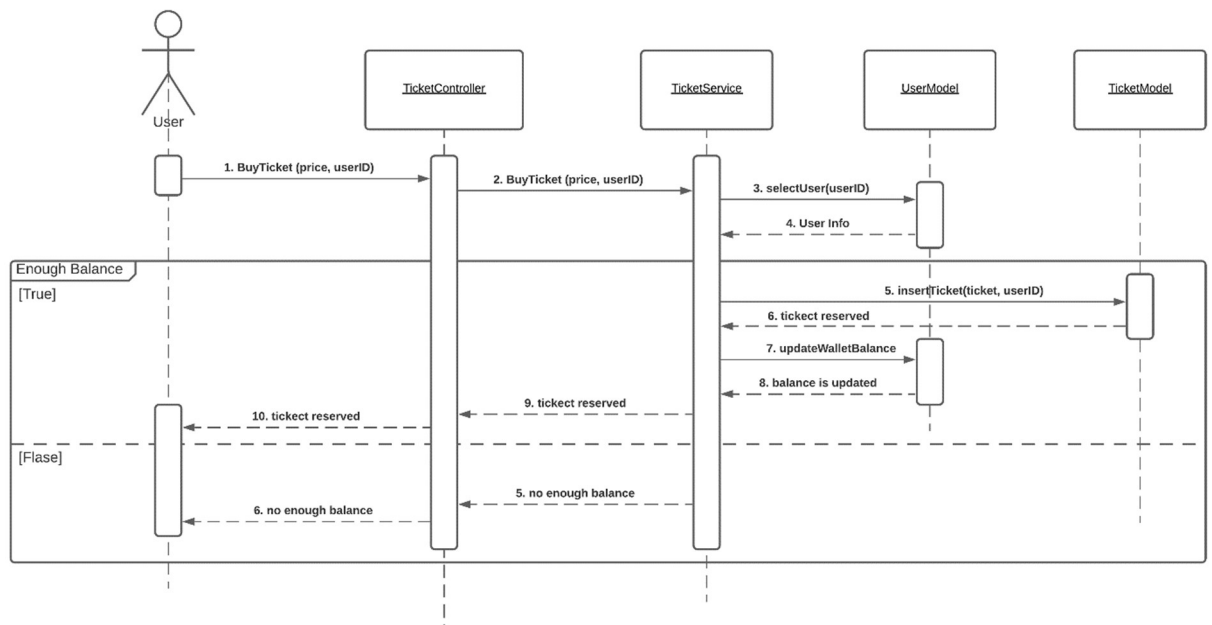 User
TicketController
TicketService
UserModel
TicketModel
1. BuyTicket (price, userID)
2. BuyTicket (price, userID)
3. selectUser(userID)
4. User Info
Enough Balance
[True]
5. insertTicket(ticket, userID)
6. tickect reserved
7. updateWalletBalance
8. balance is updated
9. tickect reserved
10. tickect reserved
[Flase]
5. no enough balance
6. no enough balance